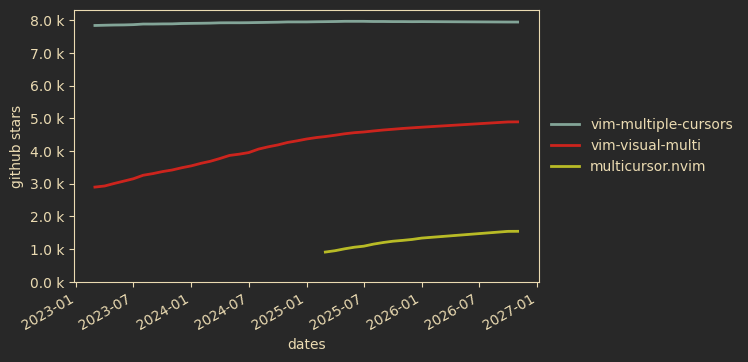 8.0 k
7.0 k
6.0 k
5.0 k
4.0 k
3.0 k
2.0 k
1.0 k
0.0 k
github stars
2023-01
2023-07
2024-01
2024-07
2025-01
2025-07
2026-01
2026-07
2027-01
dates
vim-multiple-cursors
vim-visual-multi
multicursor.nvim